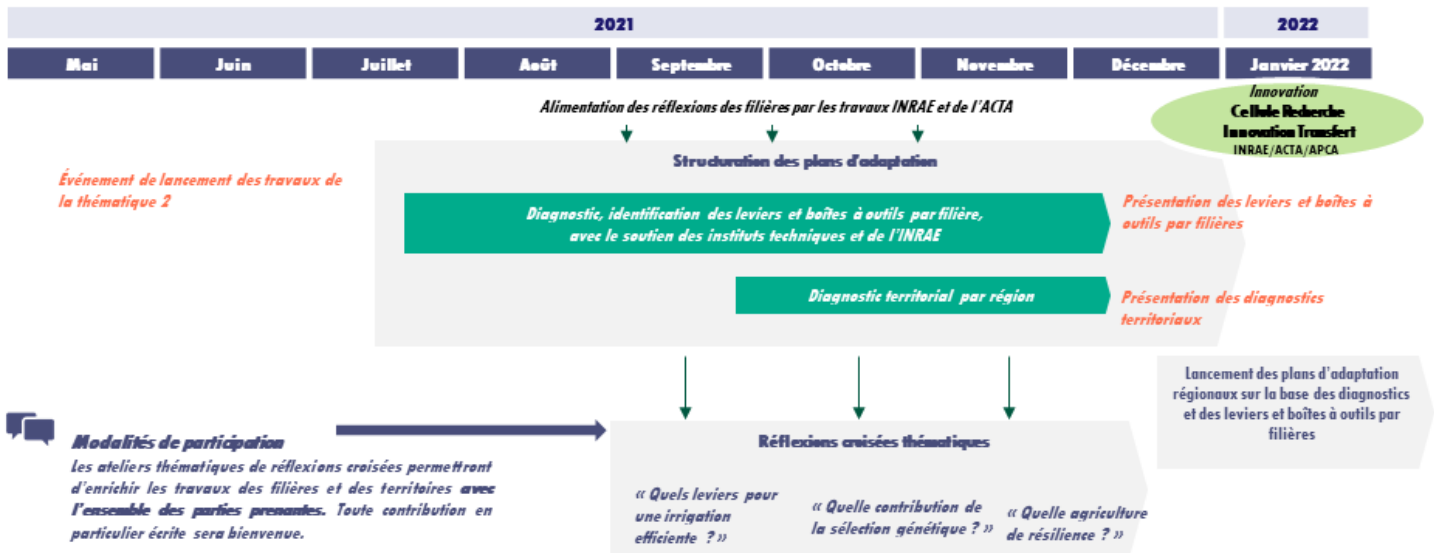 2021
2022
Mai
Juin
Juillet
Août
Septembre
Octobre
Novembre
Décembre
Janvier 2022
Alimentation des réflexions des filières par les travaux INRAE et de l'ACTA
Innovation
Cellule Recherche
Innovation Transfert
INRAE/ACTA/APCA
Structuration des plans d'adaptation
Événement de lancement des travaux de
la thématique 2
Diagnostic, identification des leviers et boîtes à outils par filière,
avec le soutien des instituts techniques et de l'INRAE
Présentation des leviers et boîtes à
outils par filières
Diagnostic territorial par région
Présentation des diagnostics
territoriaux
Lancement des plans d'adaptation
régionaux sur la base des diagnostics
et des leviers et boîtes à outils par
filières
Modalités de participation
Les ateliers thématiques de réflexions croisées permettront
d'enrichir les travaux des filières et des territoires avec
l'ensemble des parties prenantes. Toute contribution en
particulier écrite sera bienvenue.
Réflexions croisées thématiques
« Quels leviers pour
une irrigation
efficiente ? »
« Quelle contribution de
la sélection génétique ? »
« Quelle agriculture
de résilience ? »